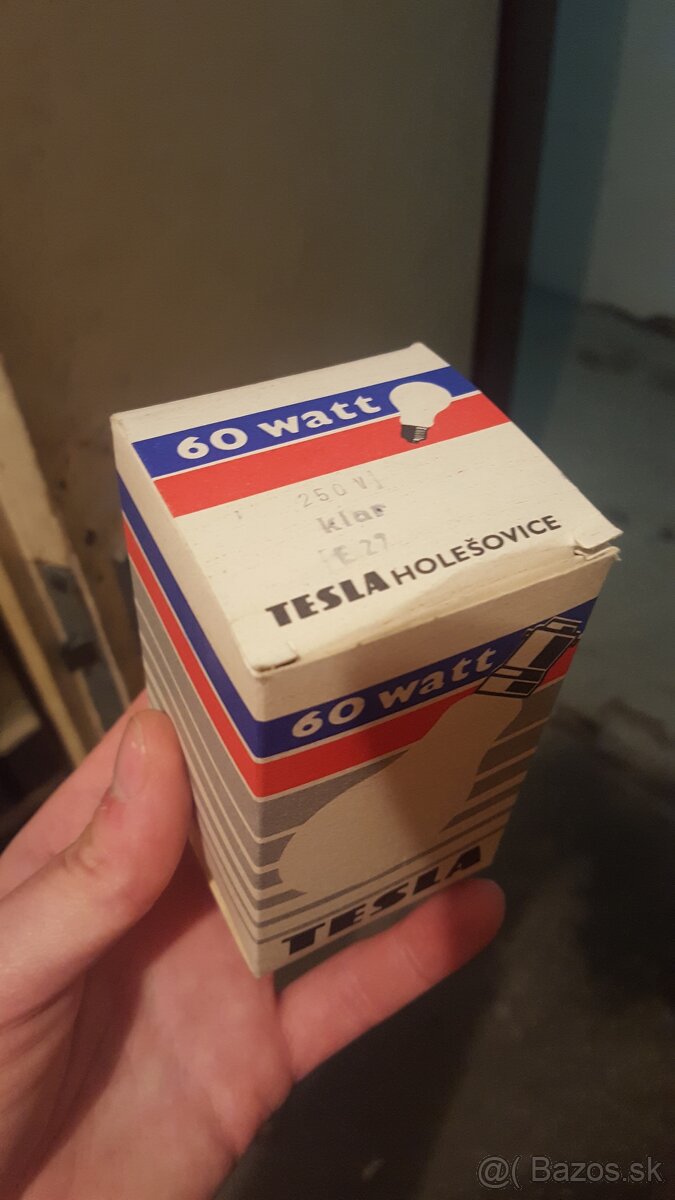 60 watt
250 V
klar
E 27
TESLA HOLEŠOVICE
60 watt
TESLA
@( Bazos.sk